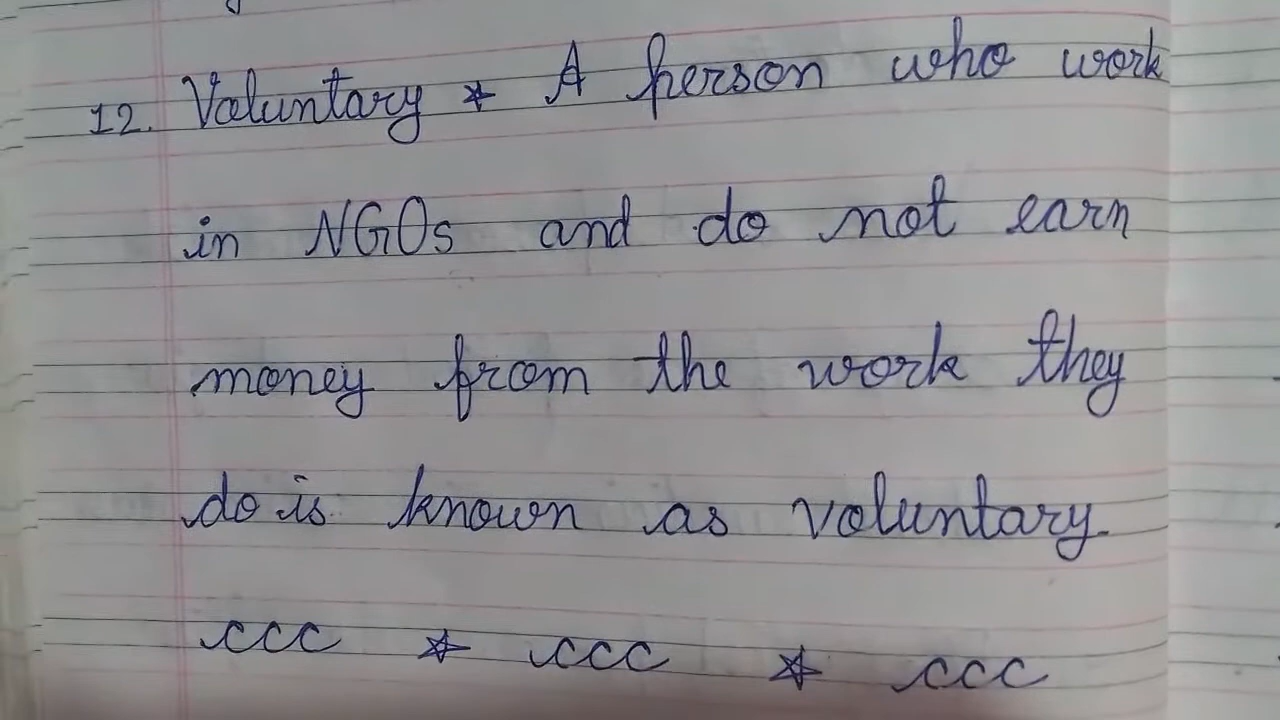 12. Voluntary * A person who work
in NGOs and do not earn
money from the work they
do is known as voluntary.
ccc * ccc * ccc